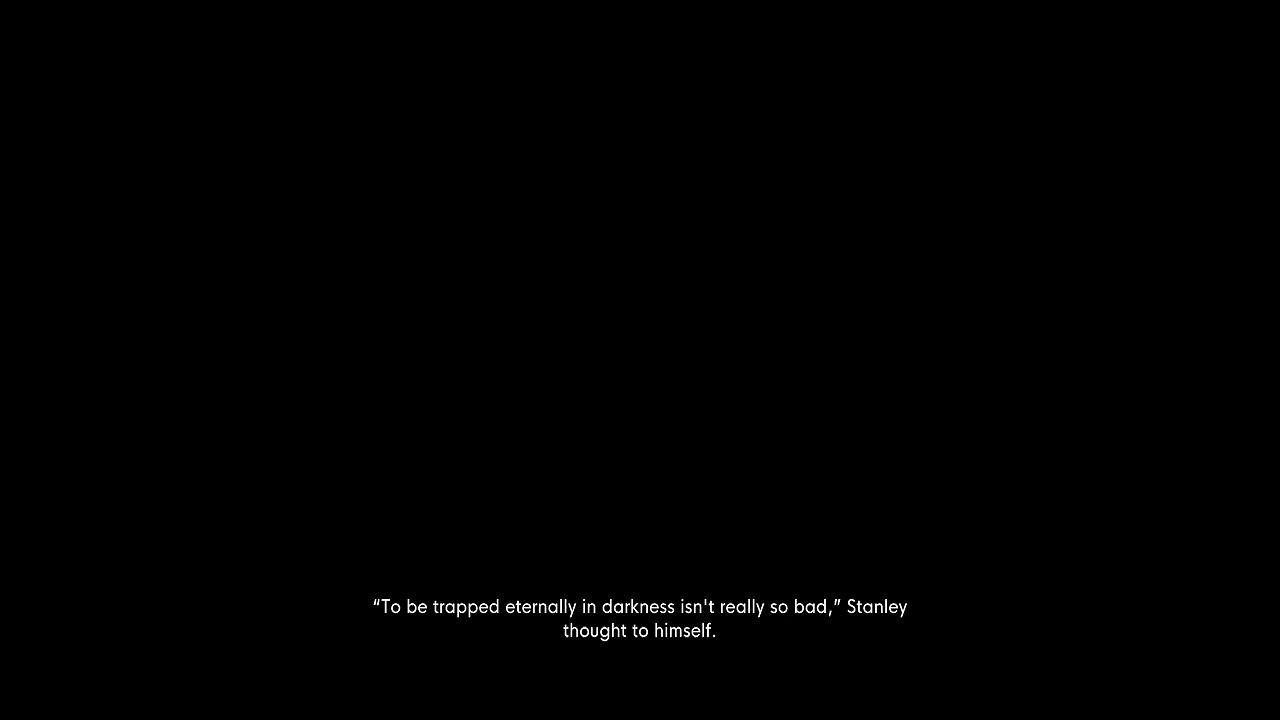 “To be trapped eternally in darkness isn't really so bad,” Stanley
thought to himself.